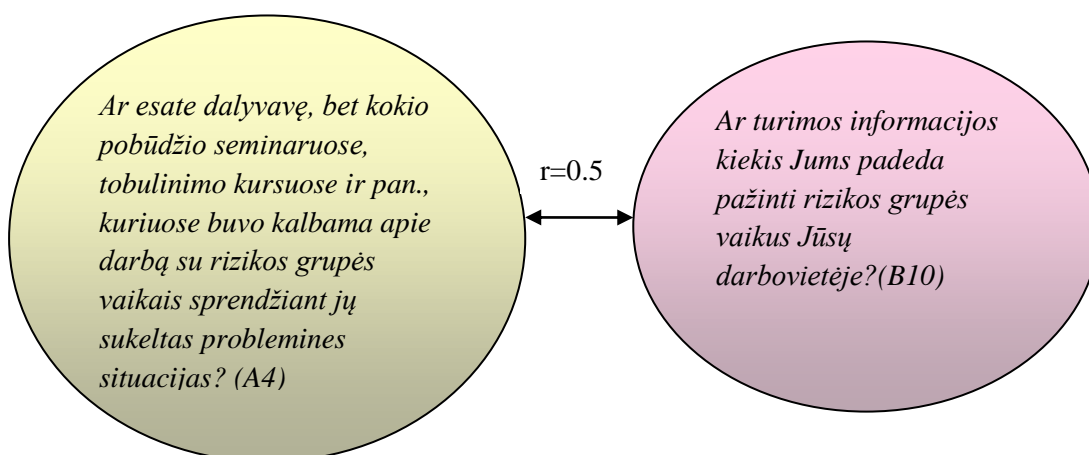 Ar esate dalyvavę, bet kokio
pobūdžio seminaruose,
tobulinimo kursuose ir pan.,
kuriuose buvo kalbama apie
darbą su rizikos grupės
vaikais sprendžiant jų
sukeltas problemines
situacijas? (A4)
r=0.5
Ar turimos informacijos
kiekis Jums padeda
pažinti rizikos grupės
vaikus Jūsų
darbovietėje?(B10)